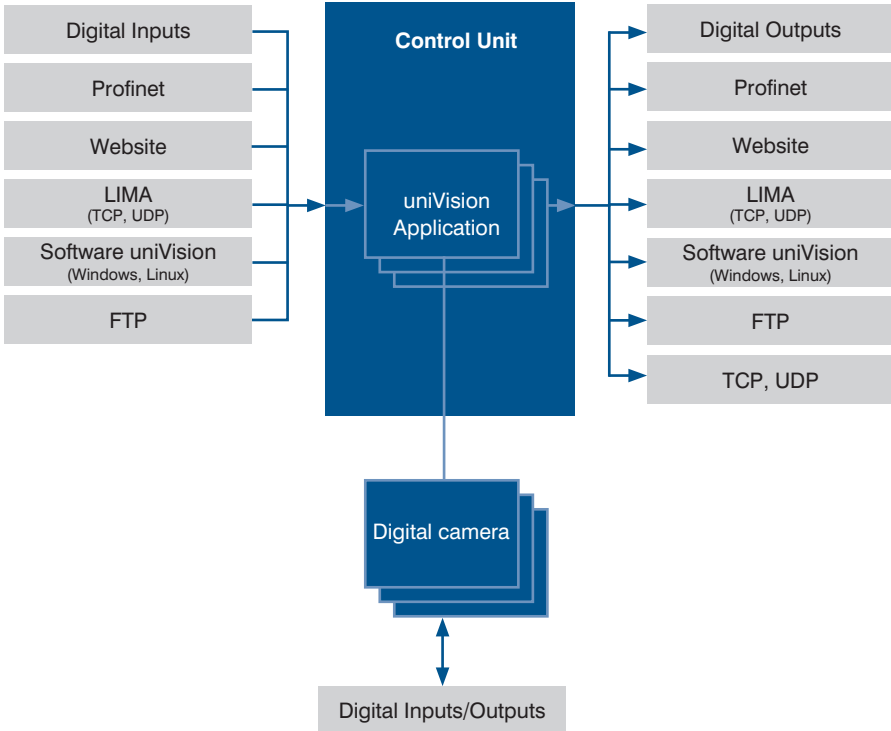 Digital Inputs
Profinet
Website
LIMA
(TCP, UDP)
Software uniVision
(Windows, Linux)
FTP
Control Unit
uniVision
Application
Digital Outputs
Profinet
Website
LIMA
(TCP, UDP)
Software uniVision
(Windows, Linux)
FTP
TCP, UDP
Digital camera
Digital Inputs/Outputs